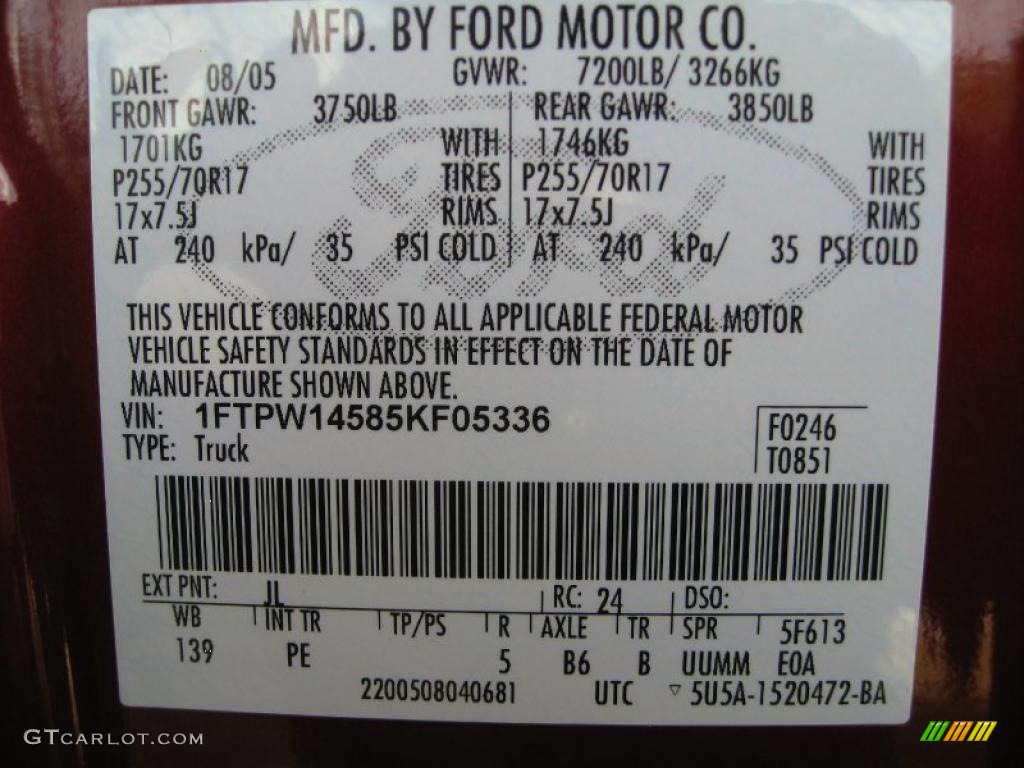 MFD. BY FORD MOTOR CO.
DATE: 08/05 GVWR: 7200LB/ 3266KG
FRONT GAWR: 3750LB REAR GAWR: 3850LB
1701KG WITH 1746KG WITH
P255/70R17 TIRES P255/70R17 TIRES
17x7.5J RIMS 17x7.5J RIMS
AT 240 kPa/ 35 PSI COLD AT 240 kPa/ 35 PSI COLD
Ford
THIS VEHICLE CONFORMS TO ALL APPLICABLE FEDERAL MOTOR
VEHICLE SAFETY STANDARDS IN EFFECT ON THE DATE OF
MANUFACTURE SHOWN ABOVE.
VIN: 1FTPW14585KF05336
TYPE: Truck
F0246
T0851
EXT PNT: JL RC: 24 DSO:
WB INT TR TP/PS R AXLE TR SPR 5F613
139 PE 5 B6 B UUMM E0A
2200508040681 UTC ▽ 5U5A-1520472-BA
GTCARLOT.COM